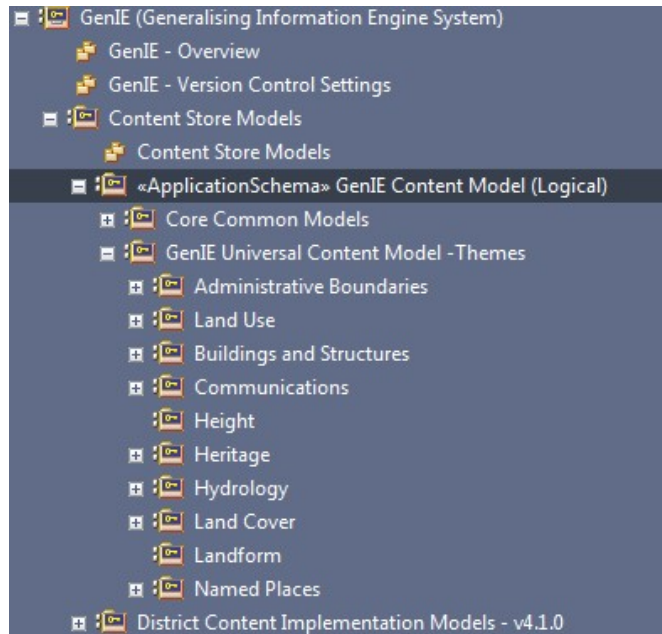 GenIE (Generalising Information Engine System)
GenIE - Overview
GenIE - Version Control Settings
Content Store Models
Content Store Models
«ApplicationSchema» GenIE Content Model (Logical)
Core Common Models
GenIE Universal Content Model -Themes
Administrative Boundaries
Land Use
Buildings and Structures
Communications
Height
Heritage
Hydrology
Land Cover
Landform
Named Places
District Content Implementation Models - v4.1.0